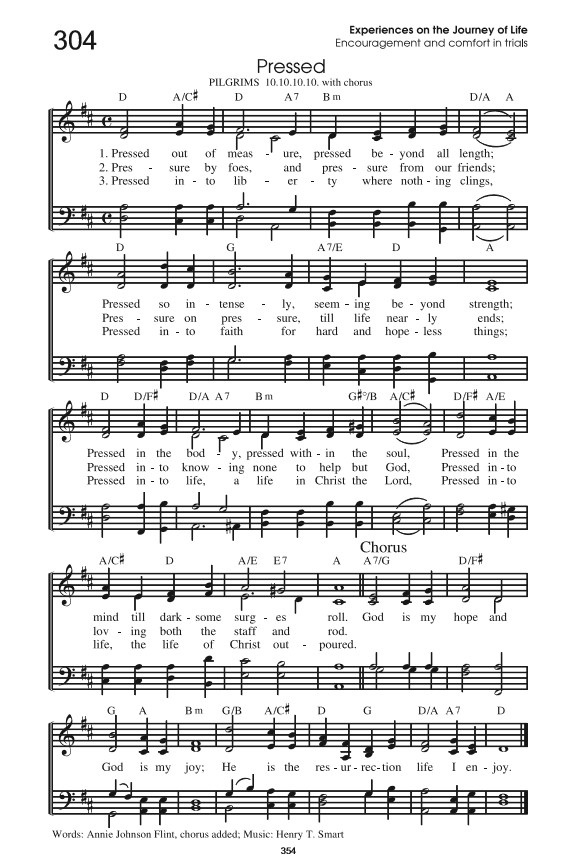 304
Experiences on the Journey of Life
Encouragement and comfort in trials
Pressed
PILGRIMS 10.10.10.10. with chorus
D A/C♯ D A7 Bm D/A A
1. Pressed out of meas - ure, pressed be - yond all length;
2. Pres - sure by foes, and pres - sure from our friends;
3. Pressed in - to lib - er - ty where noth - ing clings,
D G A7/E D A
Pressed so in - tense - ly, seem - ing be - yond strength;
Pres - sure on pres - sure, till life near - ly ends;
Pressed in - to faith for hard and hope - less things;
D D/F♯ D/A A7 Bm G♯°/B A/C♯ D/F♯ A/E
Pressed in the bod - y, pressed with - in the soul, Pressed in the
Pressed in - to know - ing none to help but God, Pressed in - to
Pressed in - to life, a life in Christ the Lord, Pressed in - to
Chorus
A/C♯ D A/E E7 A A7/G D/F♯
mind till dark - some surg - es roll. God is my hope and
lov - ing both the staff and rod.
life, the life of Christ out - poured.
G A Bm G/B A/C♯ D G D/A A7 D
God is my joy; He is the res - ur - rec - tion life I en - joy.
Words: Annie Johnson Flint, chorus added; Music: Henry T. Smart
354